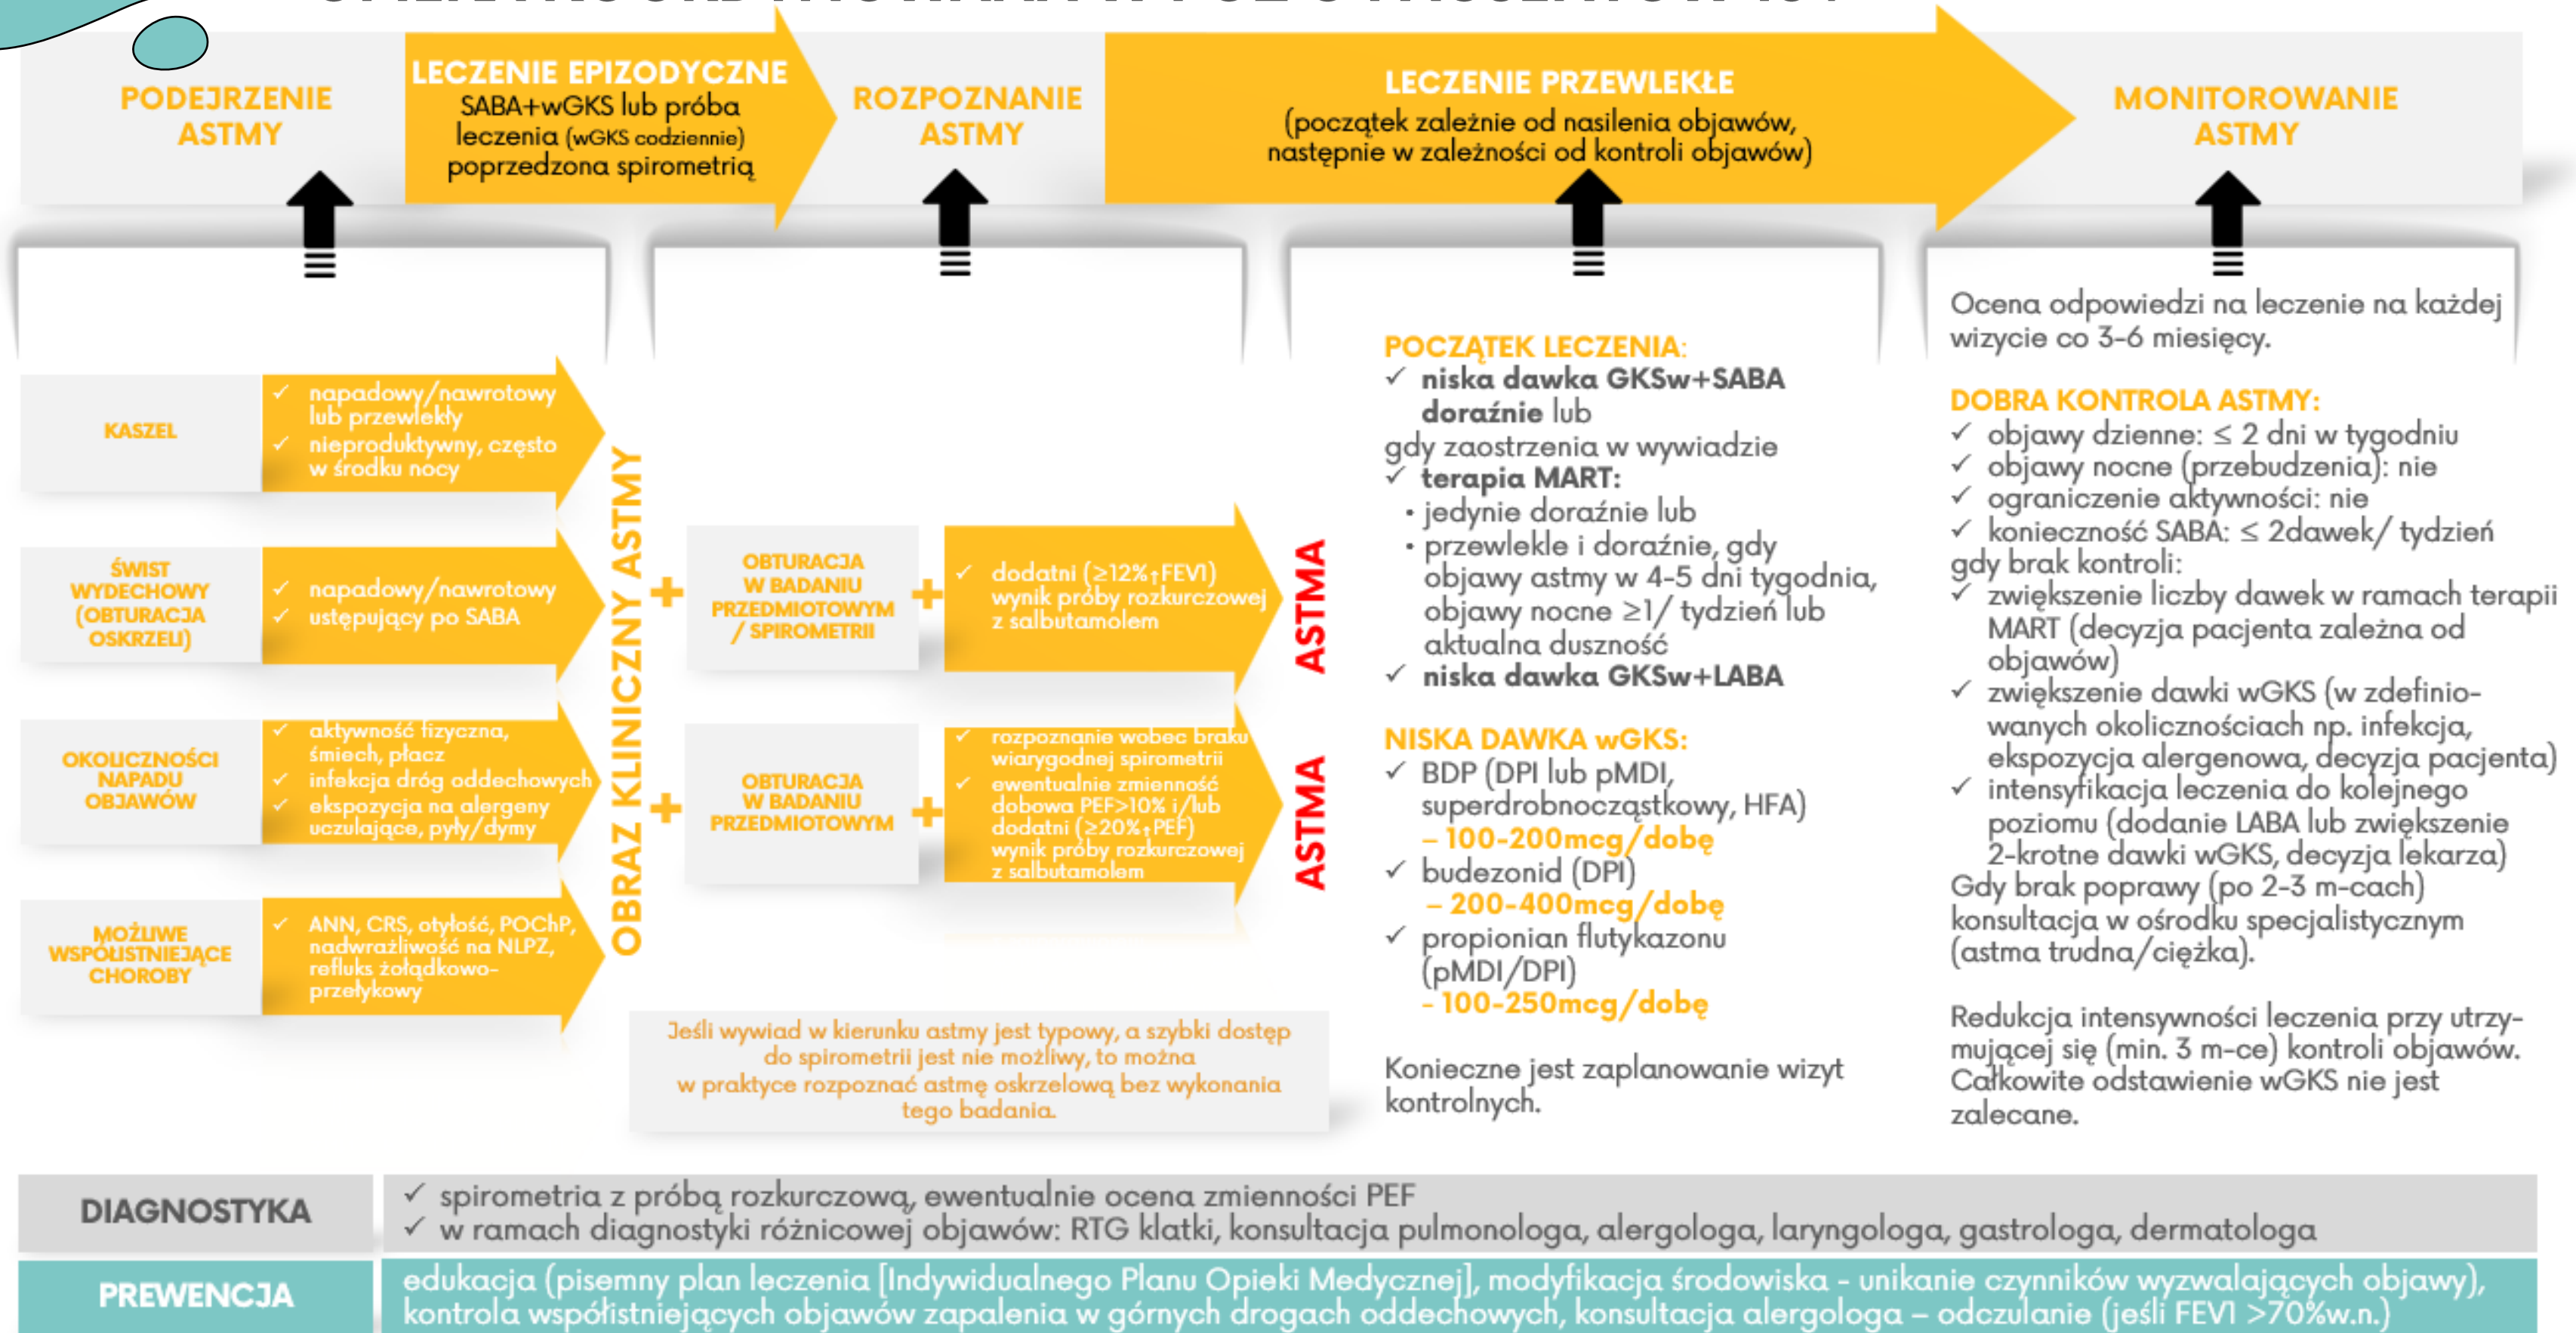 PODEJRZENIE
ASTMY
LECZENIE EPIZODYCZNE
SABA+wGKS lub próba
leczenia (wGKS codziennie)
poprzedzona spirometrią
ROZPOZNANIE
ASTMY
LECZENIE PRZEWLEKŁE
(początek zależnie od nasilenia objawów,
następnie w zależności od kontroli objawów)
MONITOROWANIE
ASTMY
KASZEL
✓ napadowy/nawrotowy
lub przewlekły
✓ nieproduktywny, często
w środku nocy
ŚWIST
WYDECHOWY
(OBTURACJA
OSKRZELI)
✓ napadowy/nawrotowy
✓ ustępujący po SABA
OKOLICZNOŚCI
NAPADU
OBJAWÓW
✓ aktywność fizyczna,
śmiech, płacz
✓ infekcja dróg oddechowych
✓ ekspozycja na alergeny
uczulające, pyły/dymy
MOŻLIWE
WSPÓŁISTNIEJĄCE
CHOROBY
✓ ANN, CRS, otyłość, POChP,
nadwrażliwość na NLPZ,
refluks żołądkowo-
przełykowy
OBRAZ KLINICZNY ASTMY
+
OBTURACJA
W BADANIU
PRZEDMIOTOWYM
/ SPIROMETRII
+
✓ dodatni (≥12%↑FEV1)
wynik próby rozkurczowej
z salbutamolem
ASTMA
+
OBTURACJA
W BADANIU
PRZEDMIOTOWYM
+
✓ rozpoznanie wobec braku
wiarygodnej spirometrii
✓ ewentualnie zmienność
dobowa PEF>10% i/lub
dodatni (≥20%↑PEF)
wynik próby rozkurczowej
z salbutamolem
ASTMA
Jeśli wywiad w kierunku astmy jest typowy, a szybki dostęp
do spirometrii jest nie możliwy, to można
w praktyce rozpoznać astmę oskrzelową bez wykonania
tego badania.
POCZĄTEK LECZENIA:
✓ niska dawka GKSw+SABA
doraźnie lub
gdy zaostrzenia w wywiadzie
✓ terapia MART:
• jedynie doraźnie lub
• przewlekle i doraźnie, gdy
objawy astmy w 4-5 dni tygodnia,
objawy nocne ≥1/ tydzień lub
aktualna duszność
✓ niska dawka GKSw+LABA
NISKA DAWKA wGKS:
✓ BDP (DPI lub pMDI,
superdrobnocząstkowy, HFA)
– 100-200mcg/dobę
✓ budezonid (DPI)
– 200-400mcg/dobę
✓ propionian flutykazonu
(pMDI/DPI)
- 100-250mcg/dobę
Konieczne jest zaplanowanie wizyt
kontrolnych.
Ocena odpowiedzi na leczenie na każdej
wizycie co 3-6 miesięcy.
DOBRA KONTROLA ASTMY:
✓ objawy dzienne: ≤ 2 dni w tygodniu
✓ objawy nocne (przebudzenia): nie
✓ ograniczenie aktywności: nie
✓ konieczność SABA: ≤ 2dawek/ tydzień
gdy brak kontroli:
✓ zwiększenie liczby dawek w ramach terapii
MART (decyzja pacjenta zależna od
objawów)
✓ zwiększenie dawki wGKS (w zdefinio-
wanych okolicznościach np. infekcja,
ekspozycja alergenowa, decyzja pacjenta)
✓ intensyfikacja leczenia do kolejnego
poziomu (dodanie LABA lub zwiększenie
2-krotne dawki wGKS, decyzja lekarza)
Gdy brak poprawy (po 2-3 m-cach)
konsultacja w ośrodku specjalistycznym
(astma trudna/ciężka).
Redukcja intensywności leczenia przy utrzy-
mującej się (min. 3 m-ce) kontroli objawów.
Całkowite odstawienie wGKS nie jest
zalecane.
DIAGNOSTYKA
✓ spirometria z próbą rozkurczową, ewentualnie ocena zmienności PEF
✓ w ramach diagnostyki różnicowej objawów: RTG klatki, konsultacja pulmonologa, alergologa, laryngologa, gastrologa, dermatologa
PREWENCJA
edukacja (pisemny plan leczenia [Indywidualnego Planu Opieki Medycznej], modyfikacja środowiska - unikanie czynników wyzwalających objawy),
kontrola współistniejących objawów zapalenia w górnych drogach oddechowych, konsultacja alergologa – odczulanie (jeśli FEV1 >70%w.n.)